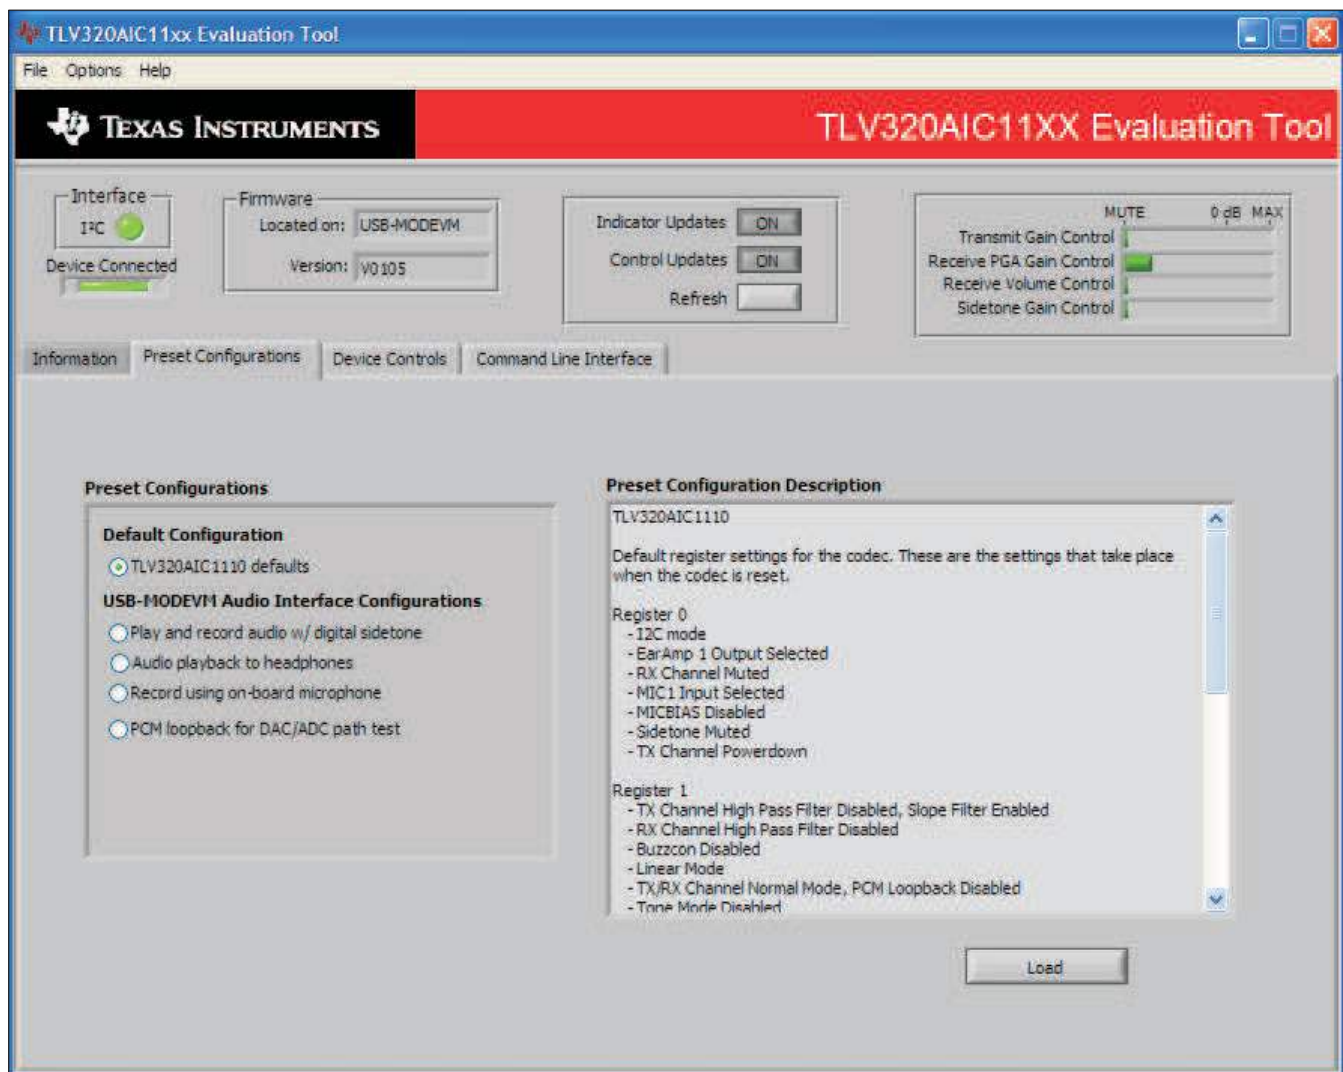 TLV320AIC11xx Evaluation Tool
File Options Help
TEXAS INSTRUMENTS
TLV320AIC11XX Evaluation Tool
Interface
I²C
Device Connected
Firmware
Located on: USB-MODEVM
Version: V0105
Indicator Updates ON
Control Updates ON
Refresh
MUTE 0 dB MAX
Transmit Gain Control
Receive PGA Gain Control
Receive Volume Control
Sidetone Gain Control
Information Preset Configurations Device Controls Command Line Interface
Preset Configurations
Default Configuration
TLV320AIC1110 defaults
USB-MODEVM Audio Interface Configurations
Play and record audio w/ digital sidetone
Audio playback to headphones
Record using on-board microphone
PCM loopback for DAC/ADC path test
Preset Configuration Description
TLV320AIC1110
Default register settings for the codec. These are the settings that take place
when the codec is reset.
Register 0
- I2C mode
- EarAmp 1 Output Selected
- RX Channel Muted
- MIC1 Input Selected
- MICBIAS Disabled
- Sidetone Muted
- TX Channel Powerdown
Register 1
- TX Channel High Pass Filter Disabled, Slope Filter Enabled
- RX Channel High Pass Filter Disabled
- Buzzcon Disabled
- Linear Mode
- TX/RX Channel Normal Mode, PCM Loopback Disabled
- Tone Mode Disabled
Load